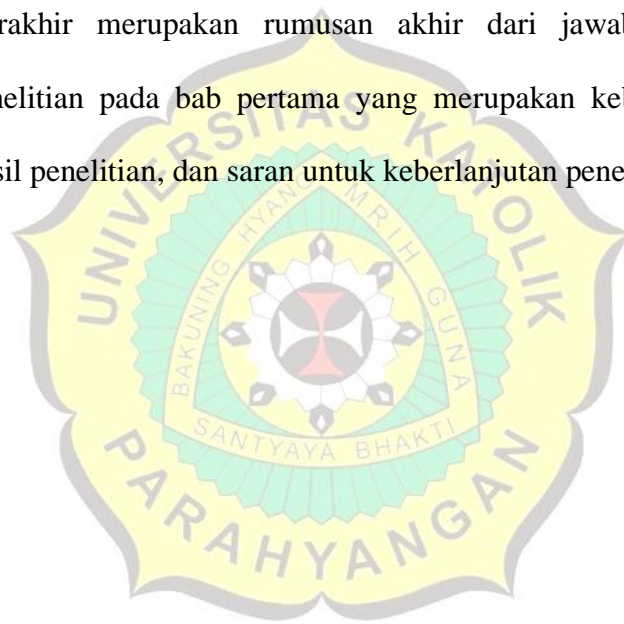 rakhir merupakan rumusan akhir dari jawab
nelitian pada bab pertama yang merupakan keb
sil penelitian, dan saran untuk keberlanjutan pene
UNIVERSITAS KATOLIK
BAKUNING HYANG MRIH GUNA
SANTYAYA BHAKTI
PARAHYANGAN